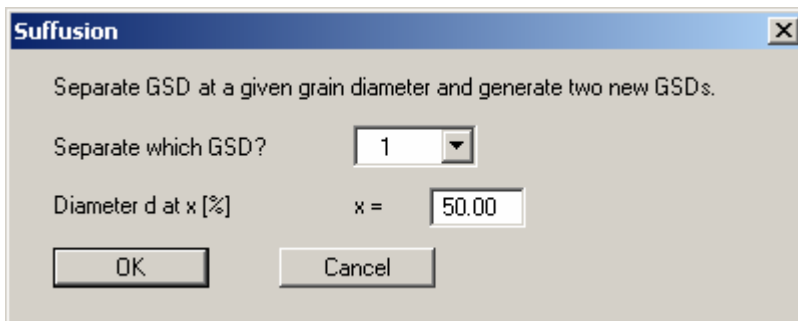 Suffusion
Separate GSD at a given grain diameter and generate two new GSDs.
Separate which GSD? 1
Diameter d at x [%] x = 50.00
OK Cancel